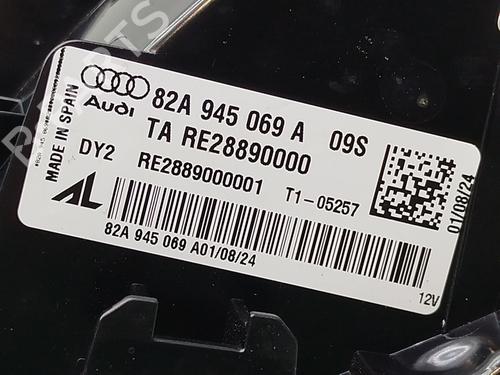 Audi
82A 945 069 A 09S
TA RE28890000
DY2 RE2889000001 T1-05257
82A 945 069 A01/08/24
MADE IN SPAIN
AL
01/08/24
12V